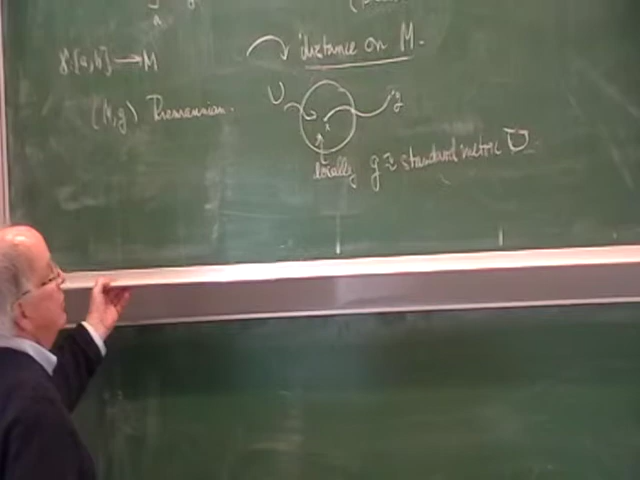 γ:[a,b]→M
distance on M.
(M,g) Riemannian.
U
g
x
locally g ≈ standard metric U